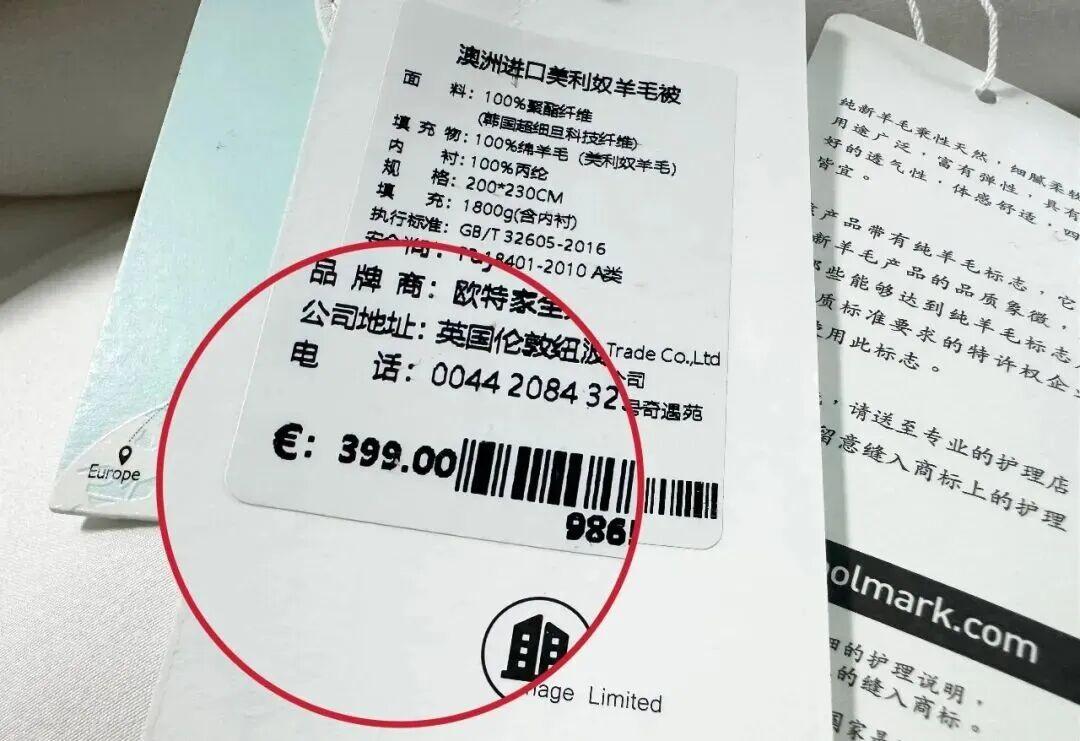 澳洲进口美利奴羊毛被
面 料：100%聚酯纤维
(韩国超细旦科技纤维)
填 充 物：100%绵羊毛（美利奴羊毛）
内 衬：100%丙纶
规 格：200*230CM
填 充：1800g(含内衬)
执行标准：GB/T 32605-2016
18401-2010 A类
品 牌 商：欧特家
公司地址：英国伦敦纽波
Trade Co.,Ltd
公司
电 话：0044 2084 32
号奇遇苑
€：399.00
986
Limited
Europe
纯新羊毛秉性天然，细腻柔软
用途广泛，富有弹性，具有
好的透气性，体感舒适，四
皆宜。
产品带有纯羊毛标志，它
新羊毛产品的品质象徵，
那些能够达到纯羊毛标志
质标准要求的特许权企业
使用此标志。
，请送至专业的护理店
留意缝入商标上的护理
olmark.com
细的护理说明，
的缝入商标。
国家是